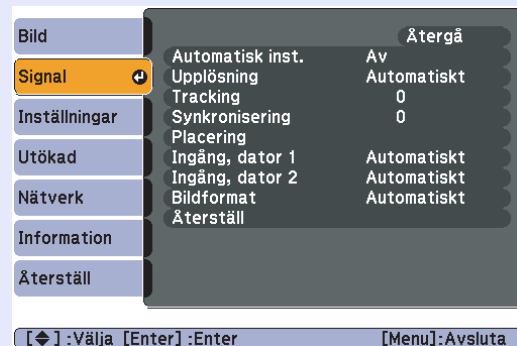 Bild
Signal
Inställningar
Utökad
Nätverk
Information
Återställ
Återgå
Automatisk inst. Av
Upplösning Automatiskt
Tracking 0
Synkronisering 0
Placering
Ingång, dator 1 Automatiskt
Ingång, dator 2 Automatiskt
Bildformat Automatiskt
Återställ
[◆] :Välja [Enter] :Enter [Menu]:Avsluta